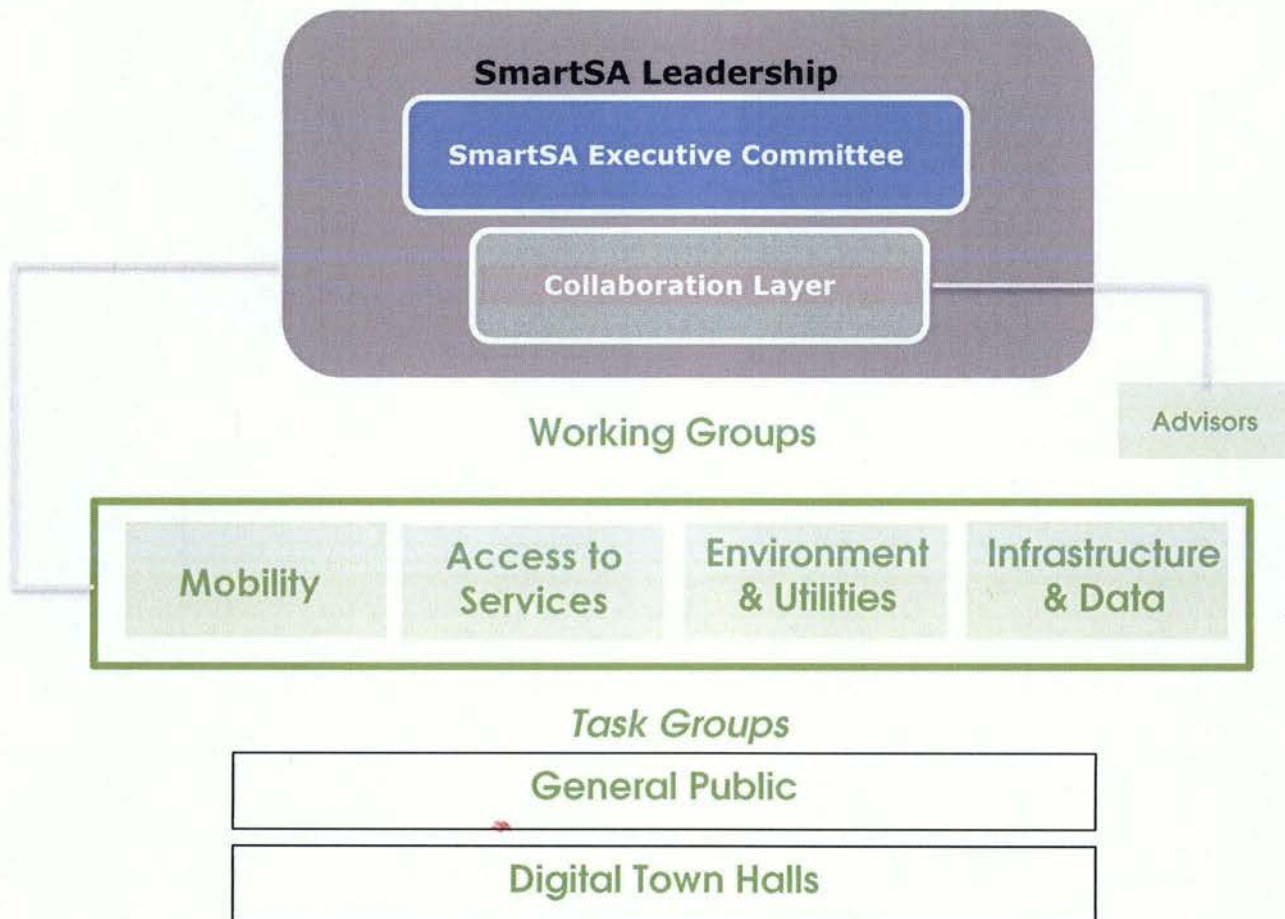 SmartSA Leadership
SmartSA Executive Committee
Collaboration Layer
Working Groups
Advisors
Mobility
Access to
Services
Environment
& Utilities
Infrastructure
& Data
Task Groups
General Public
Digital Town Halls